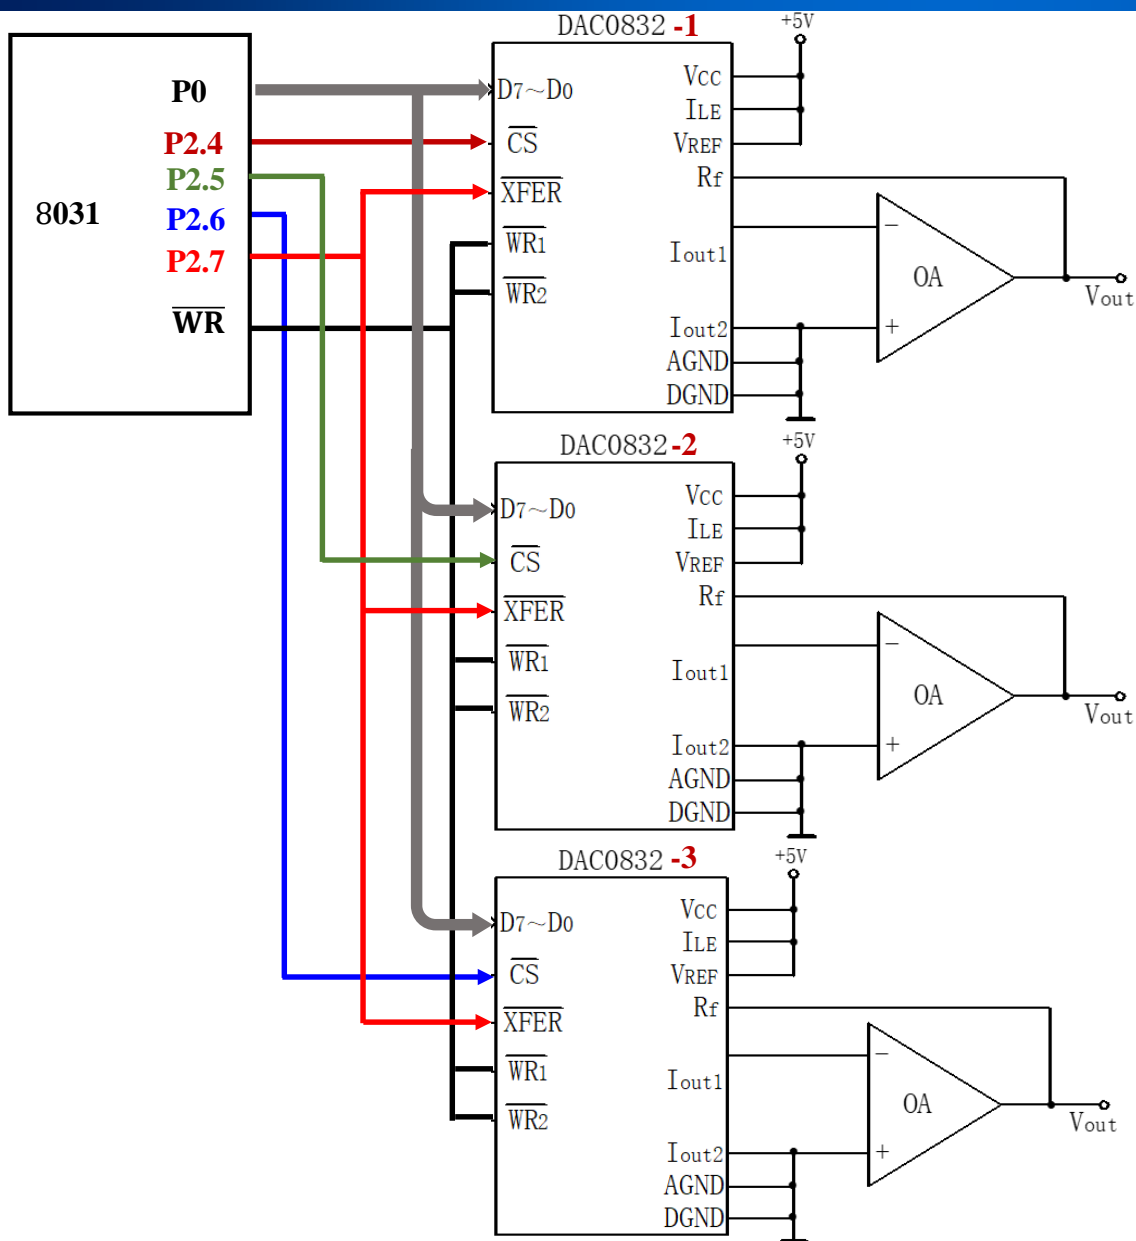 DAC0832 -1
+5V
P0
P2.4
P2.5
P2.6
P2.7
8031
WR
D7~D0
CS
XFER
WR1
WR2
VCC
ILE
VREF
Rf
Iout1
Iout2
AGND
DGND
−
OA
+
Vout
DAC0832 -2
+5V
D7~D0
CS
XFER
WR1
WR2
VCC
ILE
VREF
Rf
Iout1
Iout2
AGND
DGND
−
OA
+
Vout
DAC0832 -3
+5V
D7~D0
CS
XFER
WR1
WR2
VCC
ILE
VREF
Rf
Iout1
Iout2
AGND
DGND
−
OA
+
Vout